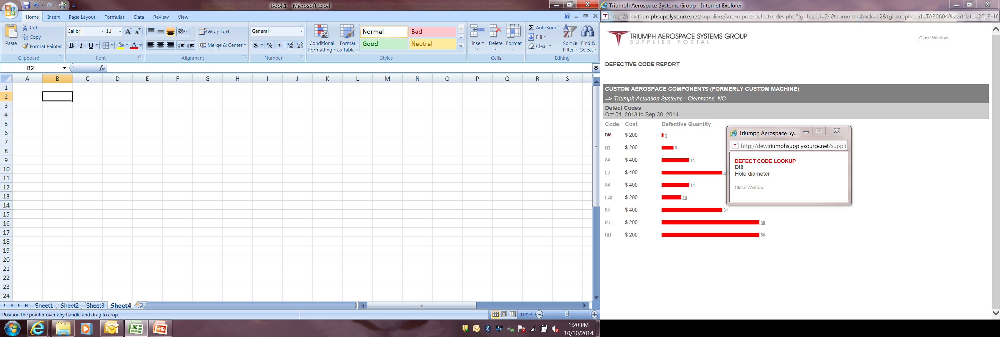 Book1 - Microsoft Excel
Home Insert Page Layout Formulas Data Review View
Paste
Cut
Copy
Format Painter
Clipboard
Calibri 11
B I U
Font
Wrap Text
Merge & Center
Alignment
General
$ % ,
Number
Conditional Formatting
Format as Table
Normal Bad
Good Neutral
Styles
Insert Delete Format
Cells
AutoSum
Fill
Clear
Sort & Filter
Find & Select
Editing
B2 fx
A B C D E F G H I J K L M N O P Q R S
1
2
3
4
5
6
7
8
9
10
11
12
13
14
15
16
17
18
19
20
21
22
23
24
Sheet1 Sheet2 Sheet3 Sheet4
Position the pointer over any handle and drag to crop.
100%
1:20 PM
10/10/2014
Triumph Aerospace Systems Group - Internet Explorer
http://dev.triumphsupplysource.net/suppliers/sup-report-defectcodes.php?tgi_biz_id=24&nomonthsback=12&tgi_supplier_id=TA30604&startdate=2013-10
TRIUMPH AEROSPACE SYSTEMS GROUP
SUPPLIER PORTAL
Close Window
DEFECTIVE CODE REPORT
CUSTOM AEROSPACE COMPONENTS (FORMERLY CUSTOM MACHINE)
--> Triumph Actuation Systems - Clemmons, NC
Defect Codes
Oct 01, 2013 to Sep 30, 2014
Code Cost Defective Quantity
DI6 $ 200 1
H1 $ 200 6
S4 $ 400 14
F3 $ 400
S4 $ 400 14
F28 $ 200 10
F3 $ 400 31
M7 $ 200 50
DI1 $ 200 50
Triumph Aerospace Sy...
http://dev.triumphsupplysource.net/suppli
DEFECT CODE LOOKUP
DI6
Hole diameter
Close Window